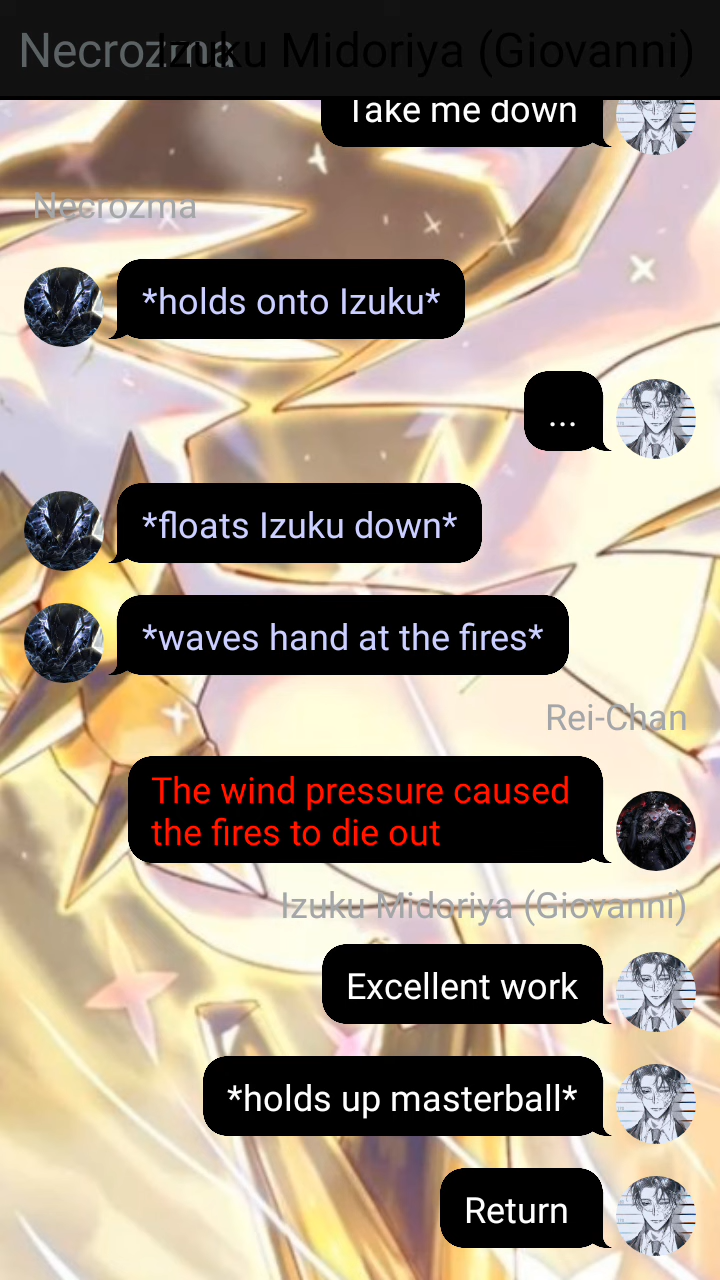 Necrozma
Izuku Midoriya (Giovanni)
Take me down
Necrozma
*holds onto Izuku*
...
*floats Izuku down*
*waves hand at the fires*
Rei-Chan
The wind pressure caused
the fires to die out
Izuku Midoriya (Giovanni)
Excellent work
*holds up masterball*
Return